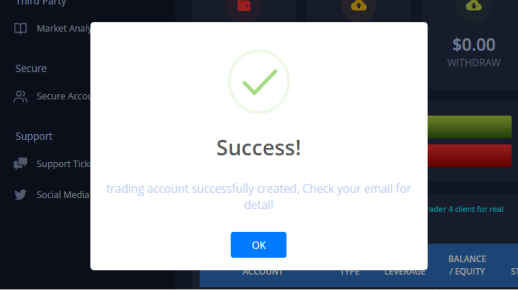 Third Party
Market Analy
$0.00
WITHDRAW
Secure
Secure Accou
Success!
Support
trading account successfully created, Check your email for
detail
Support Ticke
Social Media
rader 4 client for real
OK
BALANCE
/ EQUITY
ACCOUNT
TYPE
LEVERAGE
ST